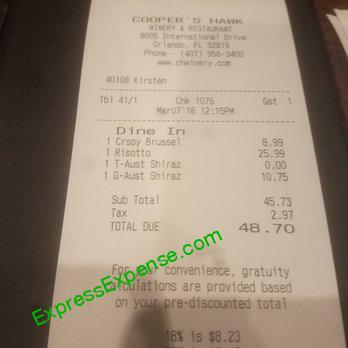 COOPER'S HAWK
WINERY & RESTAURANT
8005 International Drive
Orlando, FL 32819
Phone - (407) 956-3400
www.chwinery.com
40108 Kirsten
Tbl 41/1 Chk 1076 Gst 1
Mar07'18 12:15PM
Dine In
1 Crspy Brussel 8.99
1 Risotto 25.99
1 T-Aust Shiraz 0.00
1 G-Aust Shiraz 10.75
Sub Total 45.73
Tax 2.97
TOTAL DUE 48.70
ExpressExpense.com
For your convenience, gratuity
calculations are provided based
on your pre-discounted total
18% is $8.23